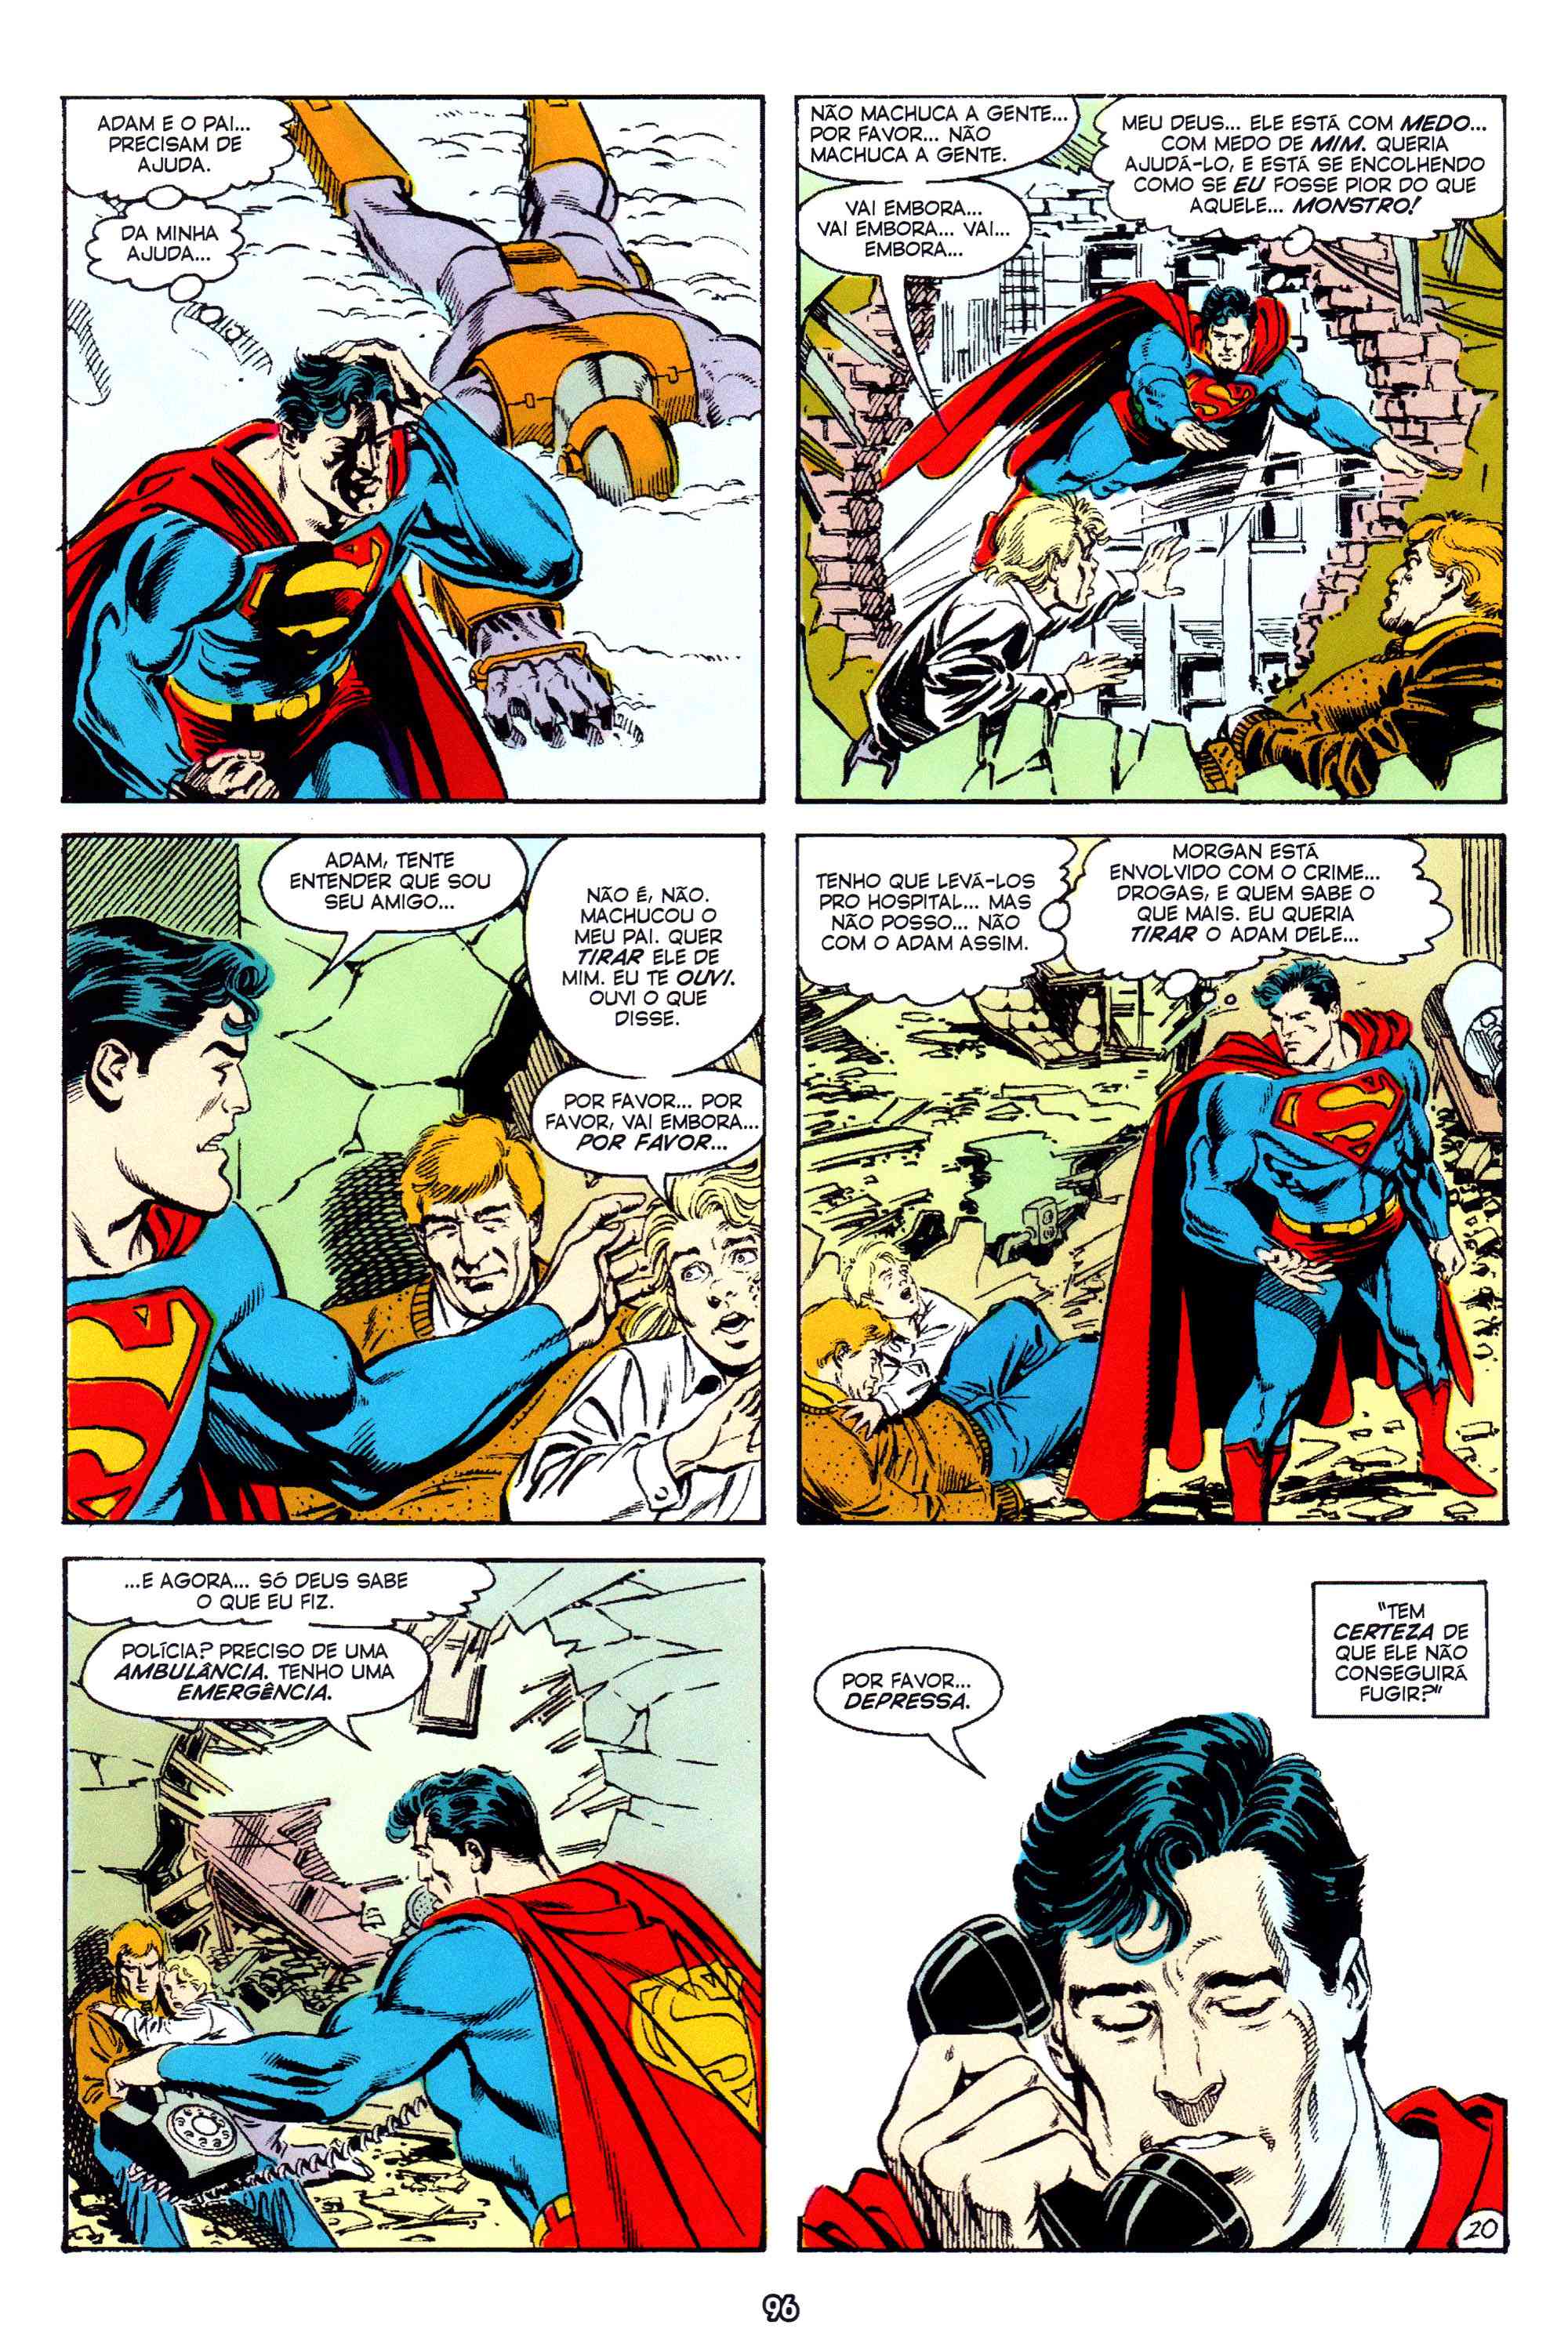 ADAM E O PAI...
PRECISAM DE
AJUDA.
DA MINHA
AJUDA...
NÃO MACHUCA A GENTE...
POR FAVOR... NÃO
MACHUCA A GENTE.
VAI EMBORA...
VAI EMBORA... VAI...
EMBORA...
MEU DEUS... ELE ESTÁ COM MEDO...
COM MEDO DE MIM. QUERIA
AJUDÁ-LO, E ESTÁ SE ENCOLHENDO
COMO SE EU FOSSE PIOR DO QUE
AQUELE... MONSTRO!
ADAM, TENTE
ENTENDER QUE SOU
SEU AMIGO...
NÃO É, NÃO.
MACHUCOU O
MEU PAI. QUER
TIRAR ELE DE
MIM. EU TE OUVI.
OUVI O QUE
DISSE.
POR FAVOR... POR
FAVOR, VAI EMBORA...
POR FAVOR...
TENHO QUE LEVÁ-LOS
PRO HOSPITAL... MAS
NÃO POSSO... NÃO
COM O ADAM ASSIM.
MORGAN ESTÁ
ENVOLVIDO COM O CRIME...
DROGAS, E QUEM SABE O
QUE MAIS. EU QUERIA
TIRAR O ADAM DELE...
...E AGORA... SÓ DEUS SABE
O QUE EU FIZ.
POLÍCIA? PRECISO DE UMA
AMBULÂNCIA. TENHO UMA
EMERGÊNCIA.
POR FAVOR...
DEPRESSA.
"TEM
CERTEZA DE
QUE ELE NÃO
CONSEGUIRÁ
FUGIR?"
20
96